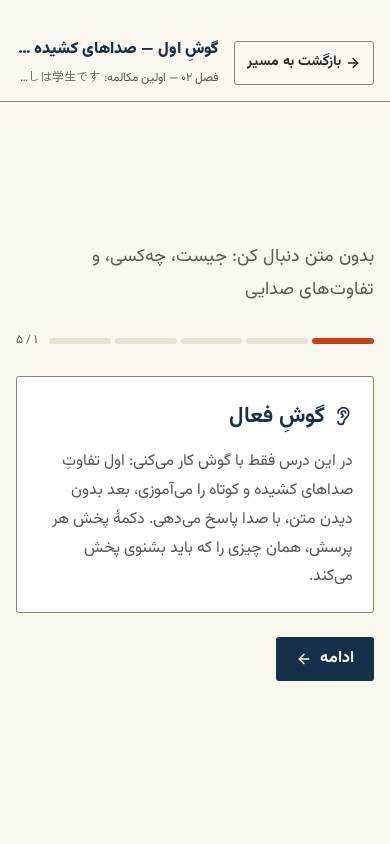 بازگشت به مسیر
گوشِ اول — صداهای کشیده ...
فصل ۰۲ — اولین مکالمه: しは学生です...
بدون متن دنبال کن: جیست، چه‌کسی، و
تفاوت‌های صدایی
۵ / ۱
گوشِ فعال
در این درس فقط با گوش کار می‌کنی: اول تفاوتِ
صداهای کشیده و کوتاه را می‌آموزی، بعد بدون
دیدن متن، با صدا پاسخ می‌دهی. دکمهٔ پخش هر
پرسش، همان چیزی را که باید بشنوی پخش
می‌کند.
ادامه